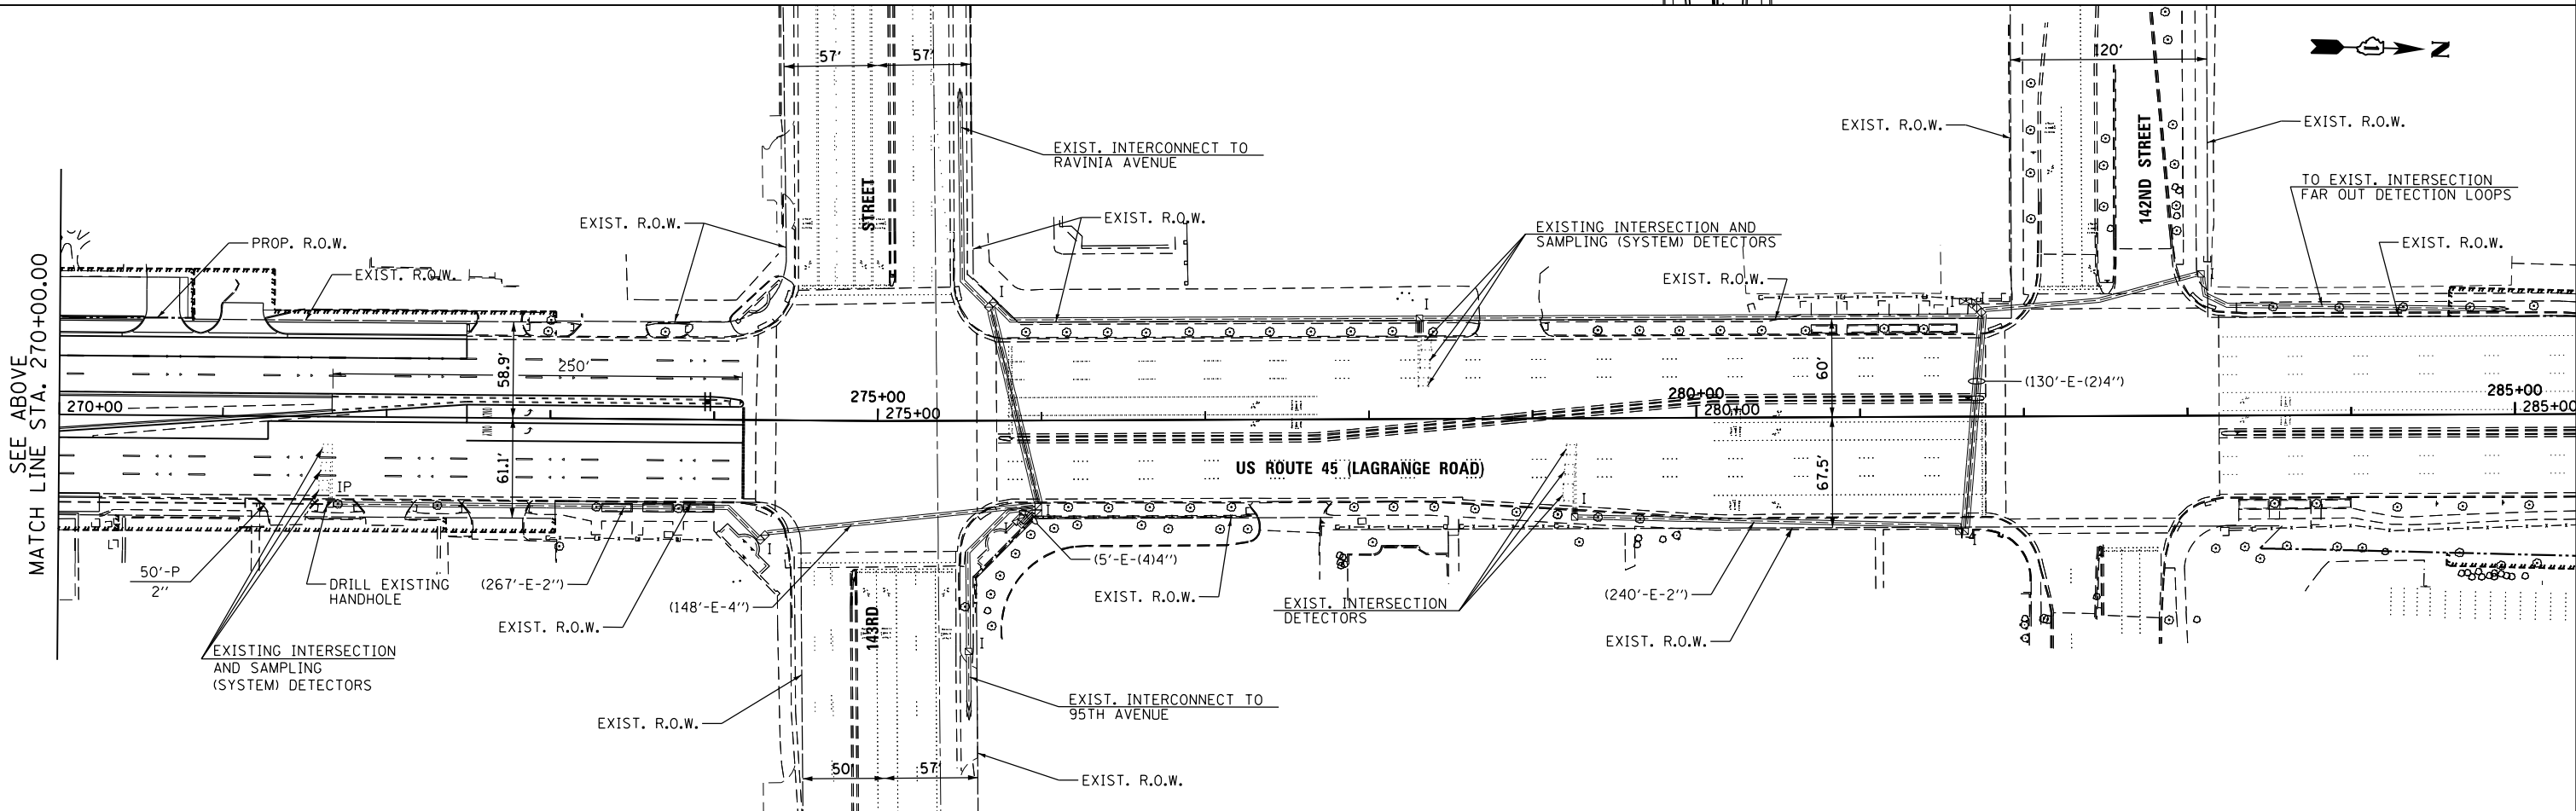 57'
57'
120'
N
EXIST. R.O.W.
EXIST. R.O.W.
EXIST. INTERCONNECT TO
RAVINIA AVENUE
142ND STREET
TO EXIST. INTERSECTION
FAR OUT DETECTION LOOPS
STREET
EXIST. R.O.W.
EXIST. R.O.W.
EXISTING INTERSECTION AND
SAMPLING (SYSTEM) DETECTORS
PROP. R.O.W.
EXIST. R.O.W.
EXIST. R.O.W.
EXIST. R.O.W.
I
I
I
I
SEE ABOVE
MATCH LINE STA. 270+00.00
58.9'
250'
60'
(130'-E-(2)4")
270+00
275+00
275+00
280+00
280+00
285+00
285+00
61.1'
US ROUTE 45 (LAGRANGE ROAD)
67.5'
IP
I
I
I
I
I
50'-P
2"
DRILL EXISTING
HANDHOLE
(267'-E-2")
(148'-E-4")
(5'-E-(4)4")
EXIST. R.O.W.
EXIST. INTERSECTION
DETECTORS
(240'-E-2")
EXIST. R.O.W.
143RD
EXIST. R.O.W.
I
EXISTING INTERSECTION
AND SAMPLING
(SYSTEM) DETECTORS
EXIST. INTERCONNECT TO
95TH AVENUE
EXIST. R.O.W.
50'
57'
EXIST. R.O.W.